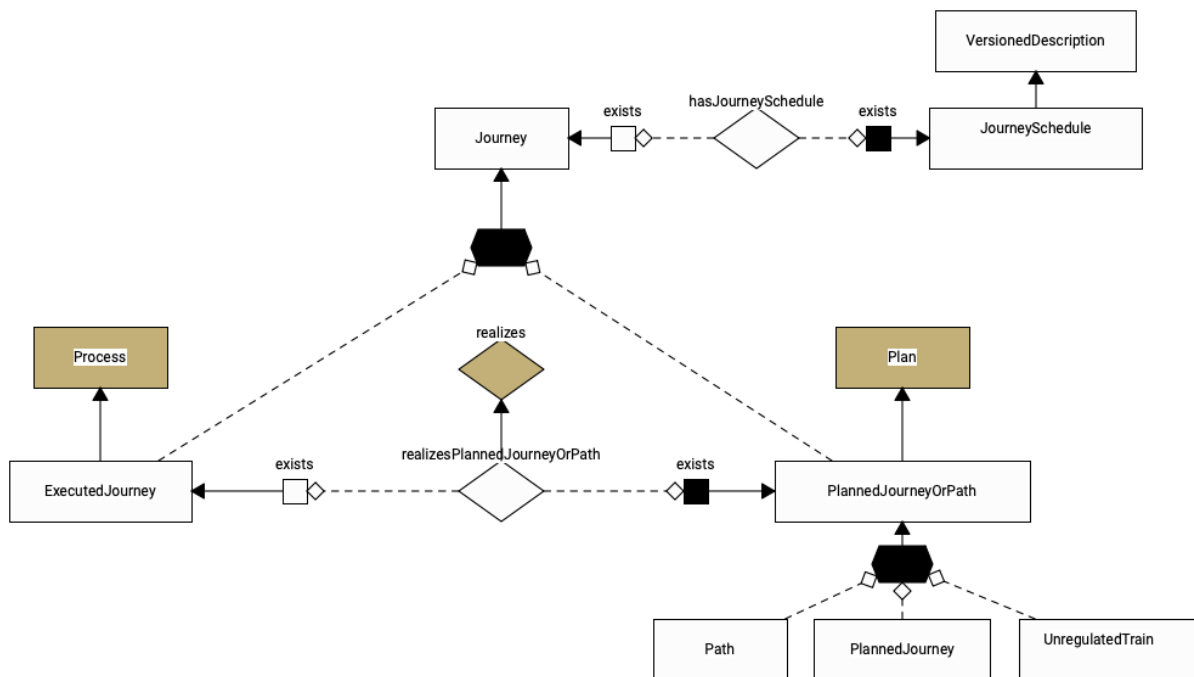 VersionedDescription
hasJourneySchedule
exists
exists
Journey
JourneySchedule
realizes
Process
Plan
exists
realizesPlannedJourneyOrPath
exists
ExecutedJourney
PlannedJourneyOrPath
Path
PlannedJourney
UnregulatedTrain